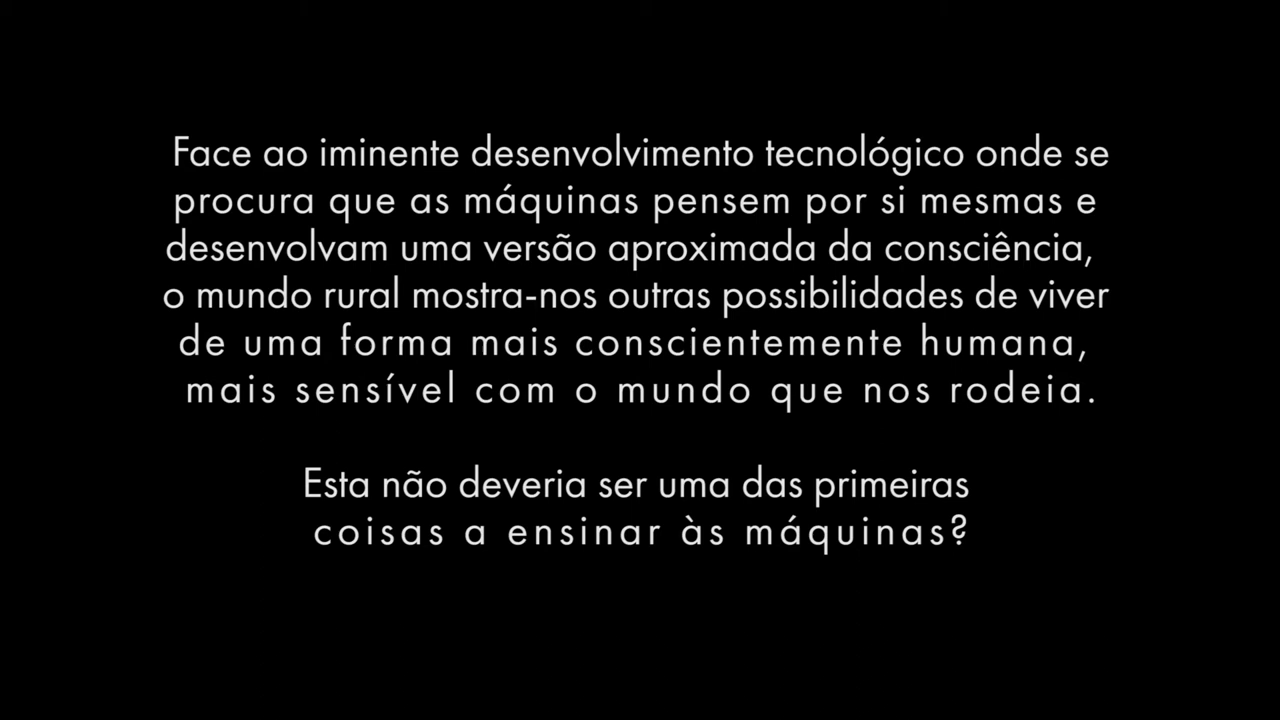 Face ao iminente desenvolvimento tecnológico onde se
procura que as máquinas pensem por si mesmas e
desenvolvam uma versão aproximada da consciência,
o mundo rural mostra-nos outras possibilidades de viver
de uma forma mais conscientemente humana,
mais sensível com o mundo que nos rodeia.
Esta não deveria ser uma das primeiras
coisas a ensinar às máquinas?